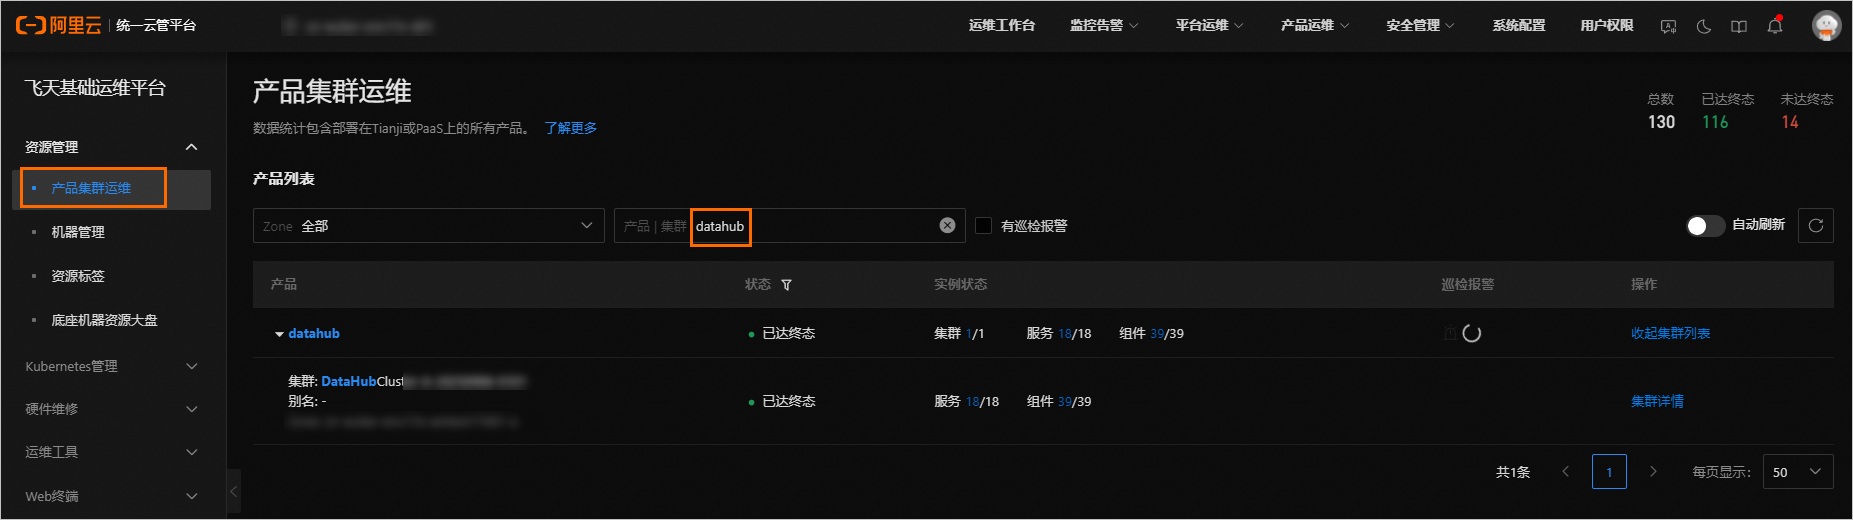 阿里云 统一云管平台
运维工作台 监控告警 平台运维 产品运维 安全管理 系统配置 用户权限
飞天基础运维平台
资源管理
产品集群运维
机器管理
资源标签
底座机器资源大盘
Kubernetes管理
硬件维修
运维工具
Web终端
产品集群运维
数据统计包含部署在Tianji或PaaS上的所有产品。 了解更多
总数 已达终态 未达终态
130 116 14
产品列表
Zone 全部 产品 | 集群 datahub 有巡检报警 自动刷新
产品 状态 实例状态 巡检报警 操作
datahub 已达终态 集群 1/1 服务 18/18 组件 39/39 收起集群列表
集群: DataHubClust
别名: - 已达终态 服务 18/18 组件 39/39 集群详情
共1条 1 每页显示: 50